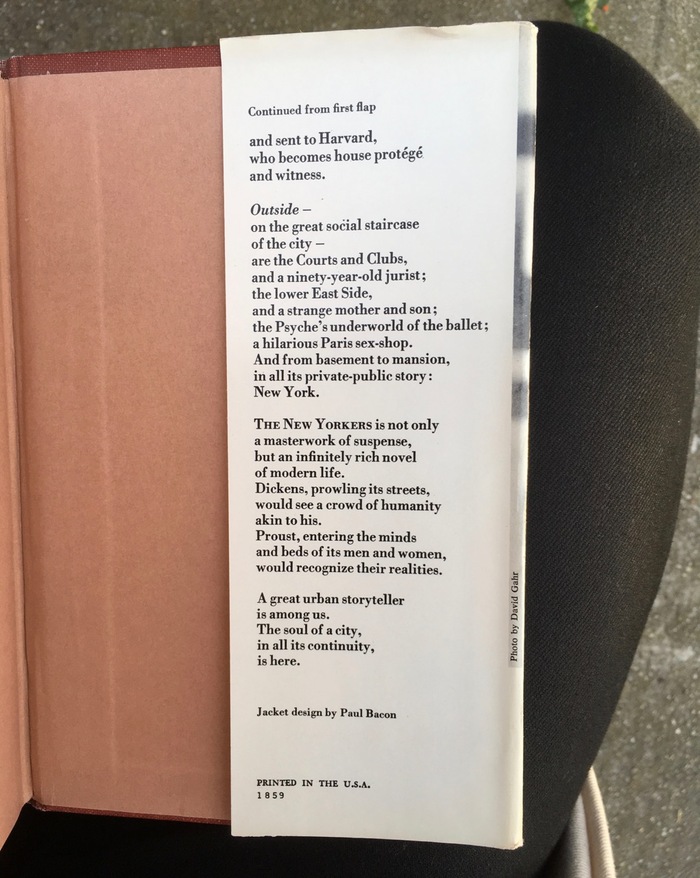 Continued from first flap
and sent to Harvard,
who becomes house protégé
and witness.
Outside —
on the great social staircase
of the city —
are the Courts and Clubs,
and a ninety-year-old jurist;
the lower East Side,
and a strange mother and son;
the Psyche's underworld of the ballet;
a hilarious Paris sex-shop.
And from basement to mansion,
in all its private-public story:
New York.
THE NEW YORKERS is not only
a masterwork of suspense,
but an infinitely rich novel
of modern life.
Dickens, prowling its streets,
would see a crowd of humanity
akin to his.
Proust, entering the minds
and beds of its men and women,
would recognize their realities.
A great urban storyteller
is among us.
The soul of a city,
in all its continuity,
is here.
Jacket design by Paul Bacon
PRINTED IN THE U.S.A.
1859
Photo by David Gahr